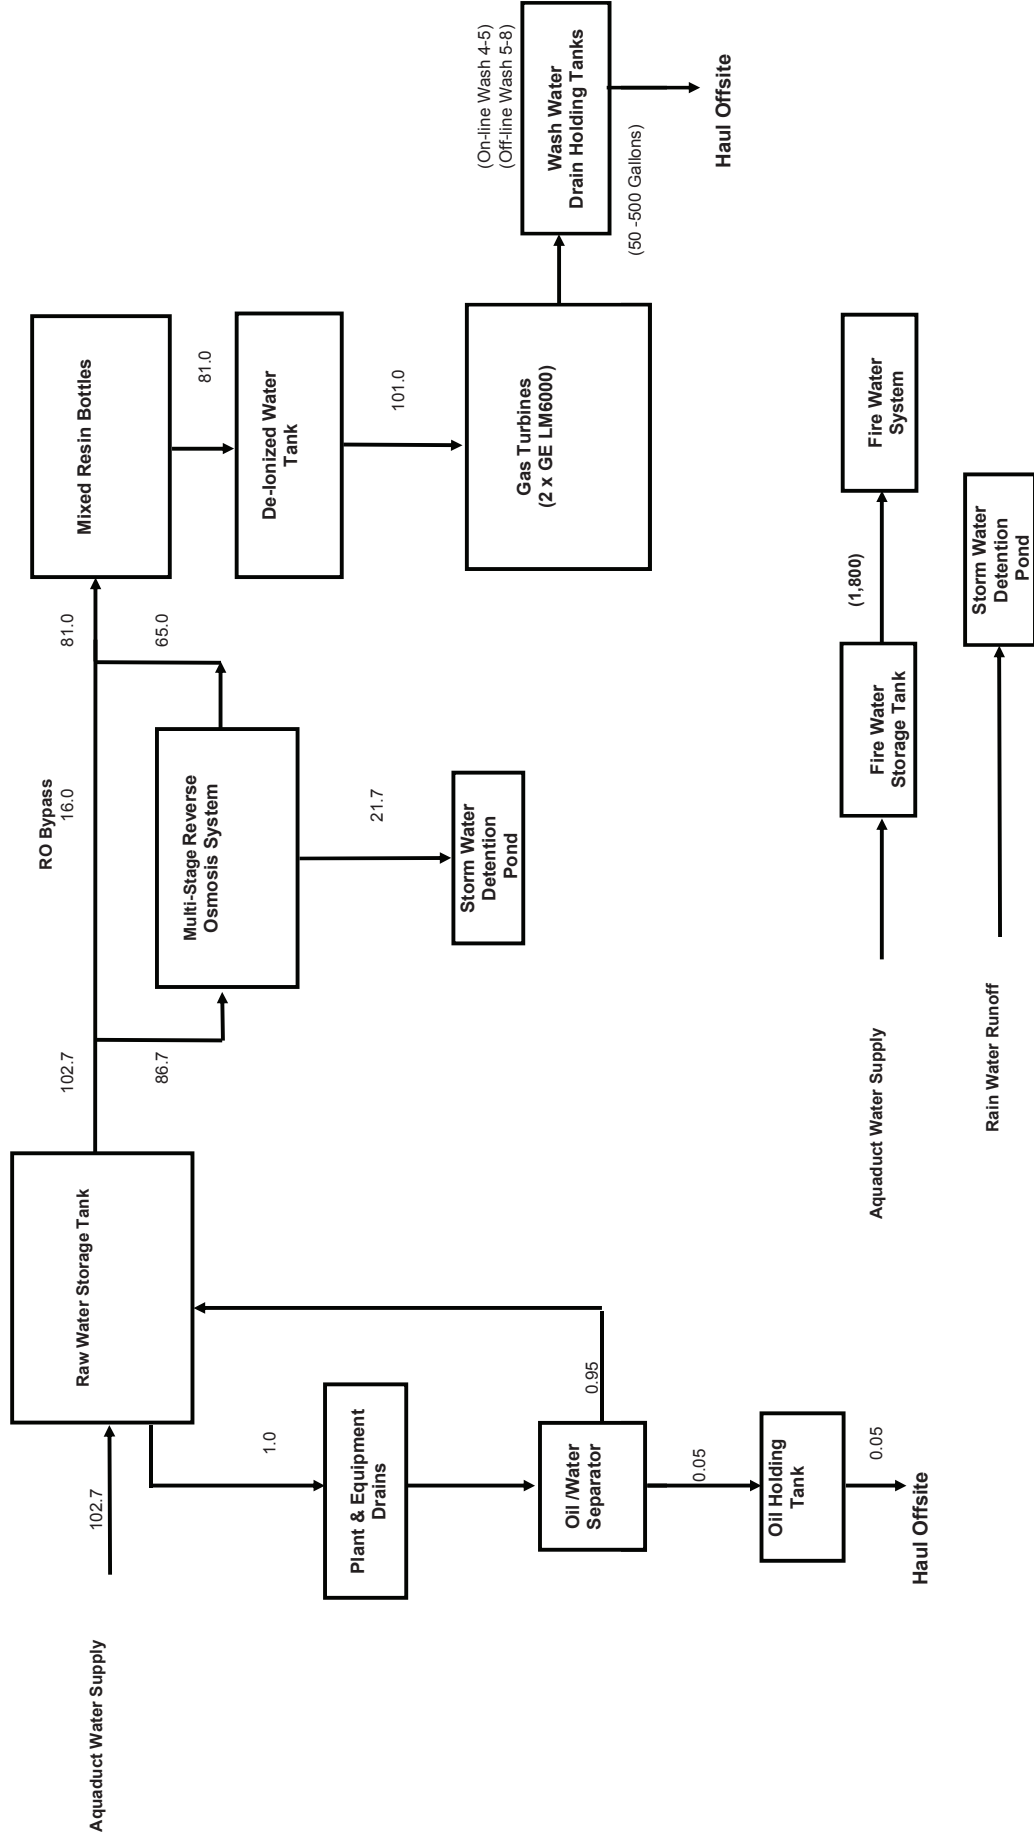 Aquaduct Water Supply
102.7
Raw Water Storage Tank
102.7
86.7
RO Bypass
16.0
Multi-Stage Reverse
Osmosis System
21.7
Storm Water
Detention
Pond
81.0
65.0
Mixed Resin Bottles
81.0
De-Ionized Water
Tank
101.0
Gas Turbines
(2 x GE LM6000)
(On-line Wash 4-5)
(Off-line Wash 5-8)
Wash Water
Drain Holding Tanks
(50 -500 Gallons)
Haul Offsite
1.0
Plant & Equipment
Drains
Oil /Water
Separator
0.95
0.05
Oil Holding
Tank
0.05
Haul Offsite
Aquaduct Water Supply
Fire Water
Storage Tank
(1,800)
Fire Water
System
Rain Water Runoff
Storm Water
Detention
Pond